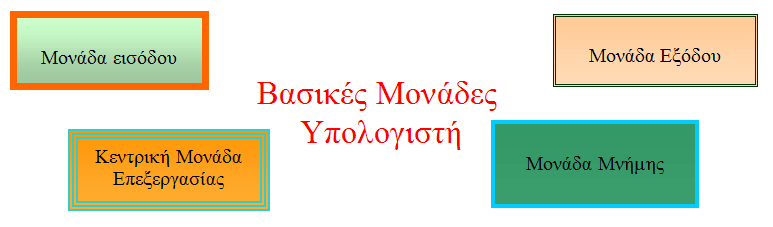 Μονάδα εισόδου
Μονάδα Εξόδου
Βασικές Μονάδες
Υπολογιστή
Κεντρική Μονάδα
Επεξεργασίας
Μονάδα Μνήμης